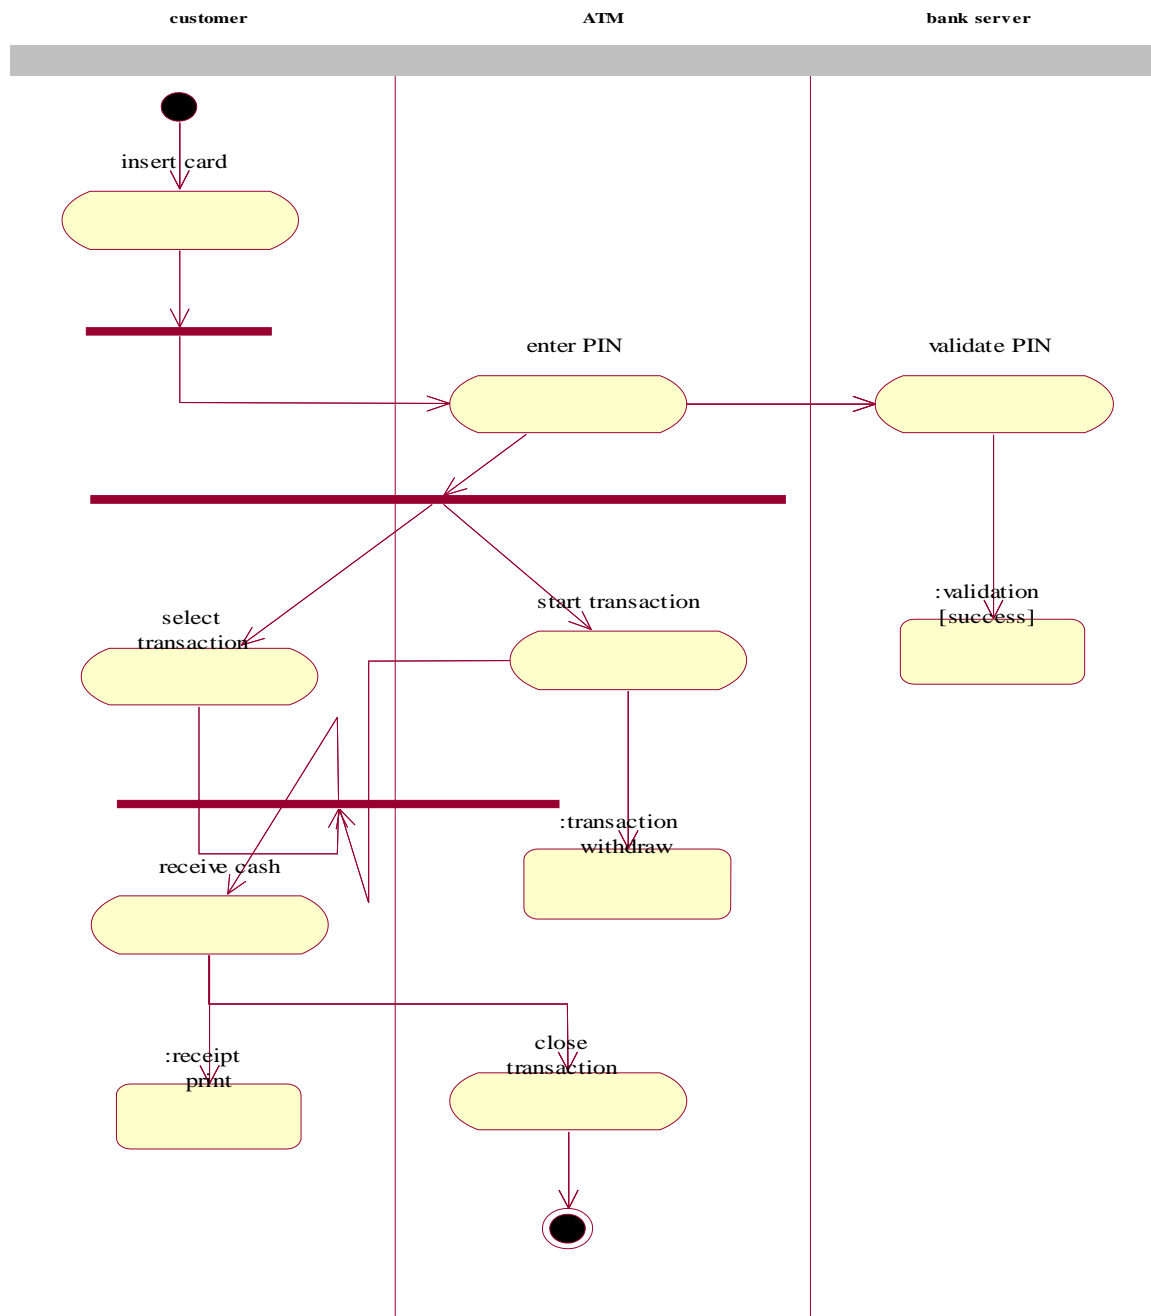 customer
ATM
bank server
insert card
enter PIN
validate PIN
:validation
[success]
start transaction
select
transaction
:transaction
withdraw
receive cash
close
transaction
:receipt
print